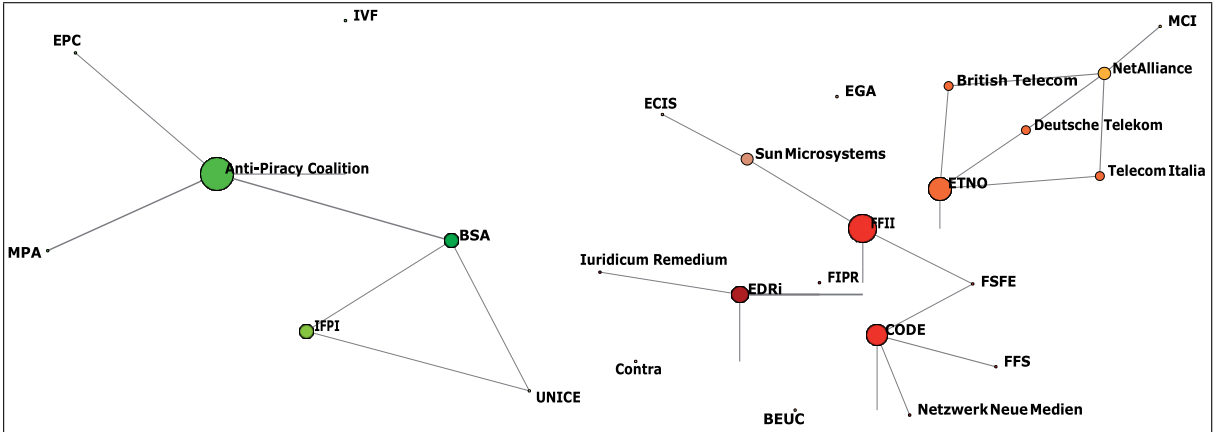 IVF
MCI
EPC
NetAlliance
British Telecom
EGA
ECIS
Deutsche Telekom
Sun Microsystems
Anti-Piracy Coalition
Telecom Italia
ETNO
FFII
BSA
MPA
Iuridicum Remedium
FIPR
FSFE
EDRi
IFPI
CODE
FFS
Contra
UNICE
Netzwerk Neue Medien
BEUC